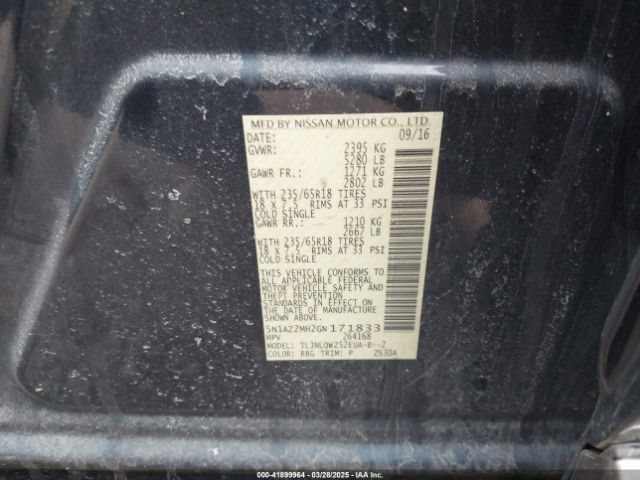 MFD BY NISSAN MOTOR CO., LTD.
DATE: 09/16
GVWR: 2395 KG
5280 LB
GAWR FR.: 1271 KG
2802 LB
WITH 235/65R18 TIRES
18 X 7.5 RIMS AT 33 PSI
COLD SINGLE
GAWR RR.: 1210 KG
2667 LB
WITH 235/65R18 TIRES
18 X 7.5 RIMS AT 33 PSI
COLD SINGLE
THIS VEHICLE CONFORMS TO
ALL APPLICABLE FEDERAL
MOTOR VEHICLE SAFETY AND
THEFT PREVENTION
STANDARDS IN EFFECT ON
THE DATE OF MANUFACTURE
SHOWN ABOVE.
5N1AZ2MH2GN171833
MPV 264168
MODEL: TLJNLQWZ52EUA-B--Z
COLOR: RBG TRIM: P ZS3OA
000-41899964 - 03/28/2025 - IAAI COPART